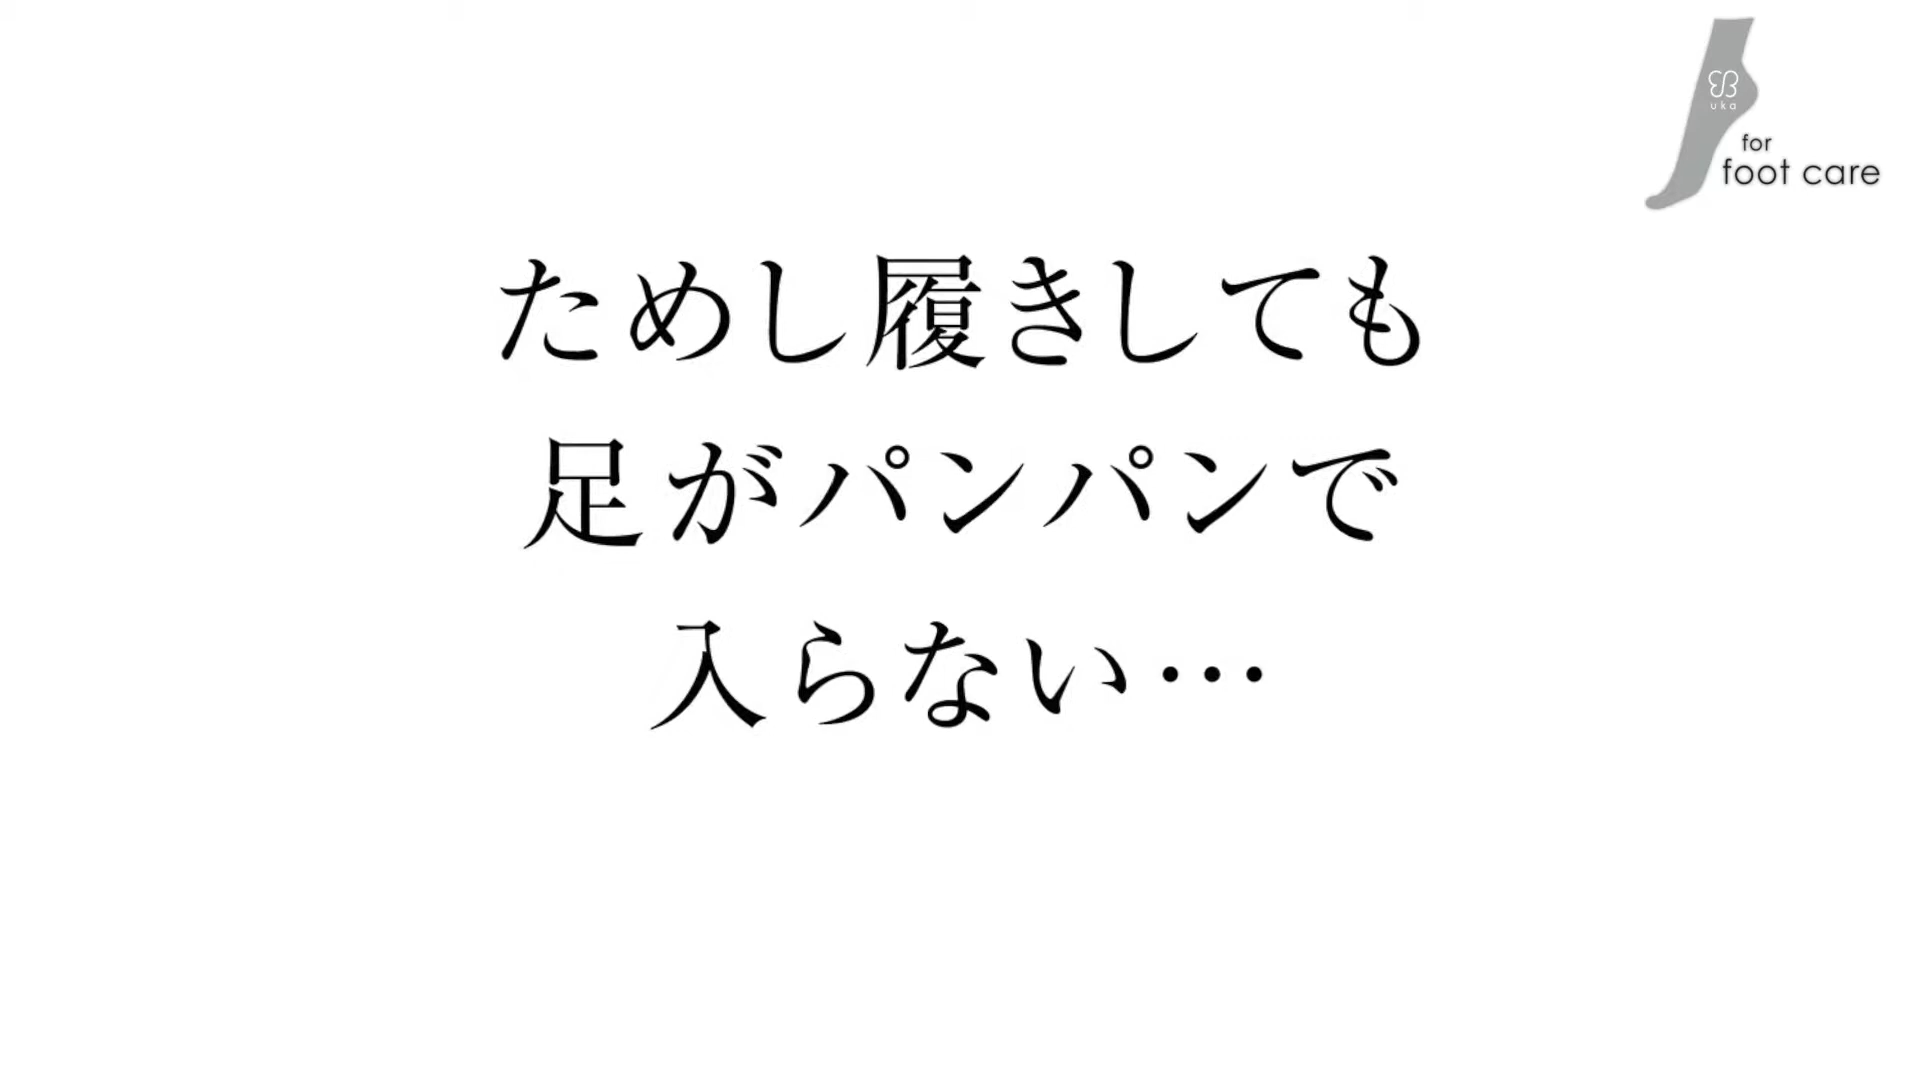 uka
for
foot care
ためし履きしても
足がパンパンで
入らない…